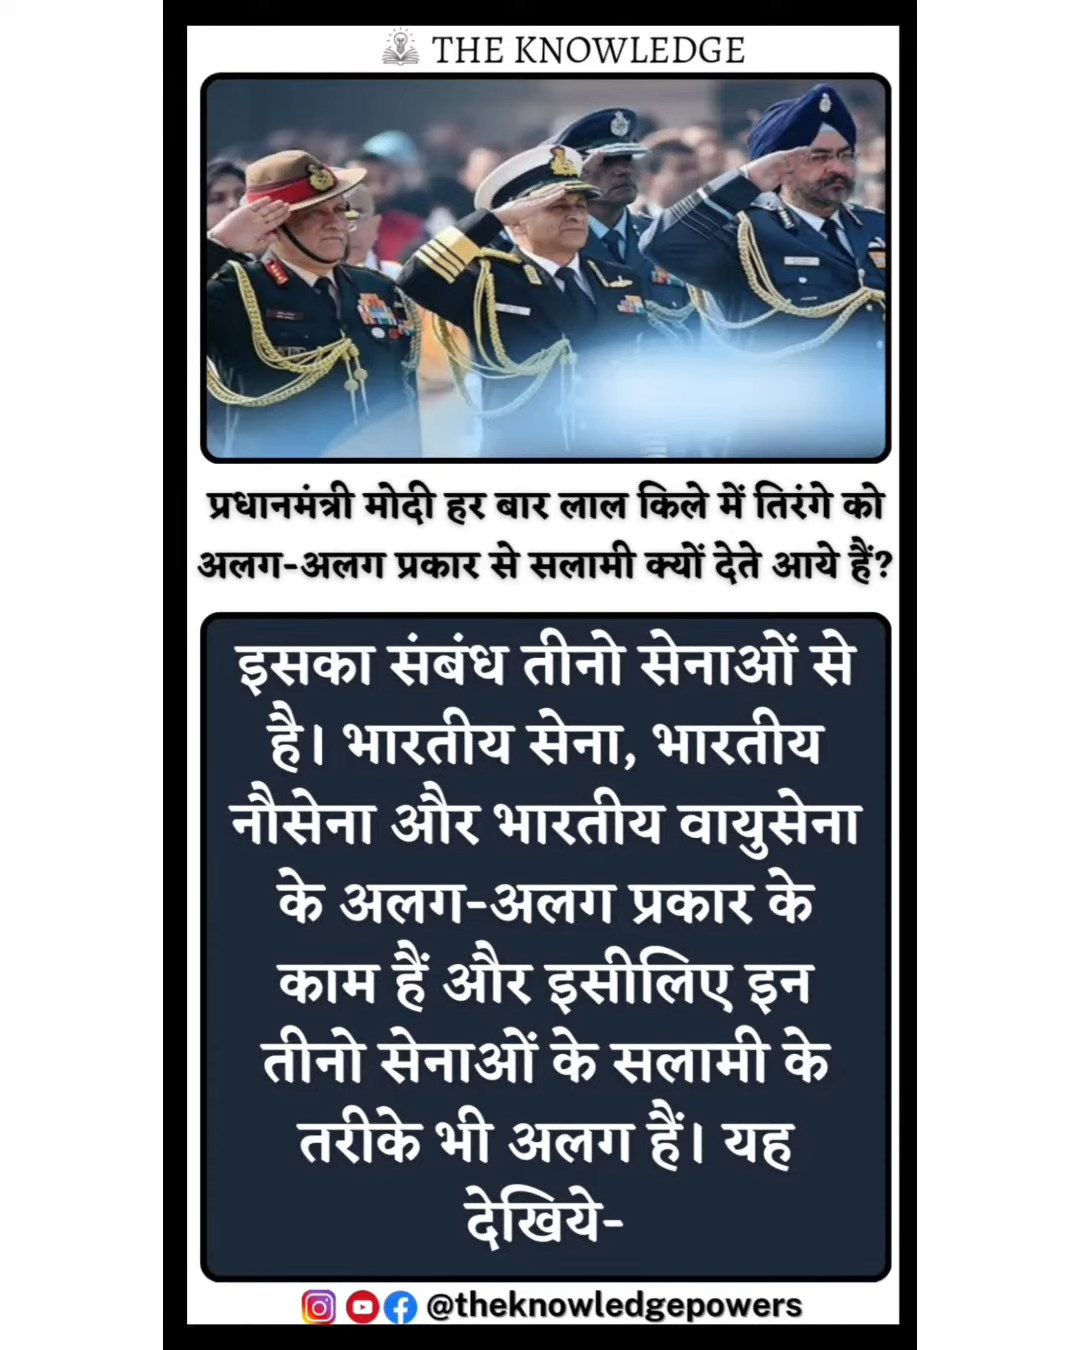 THE KNOWLEDGE
प्रधानमंत्री मोदी हर बार लाल किले में तिरंगे को
अलग-अलग प्रकार से सलामी क्यों देते आये हैं?
इसका संबंध तीनो सेनाओं से
है। भारतीय सेना, भारतीय
नौसेना और भारतीय वायुसेना
के अलग-अलग प्रकार के
काम हैं और इसीलिए इन
तीनो सेनाओं के सलामी के
तरीके भी अलग हैं। यह
देखिये-
@theknowledgepowers